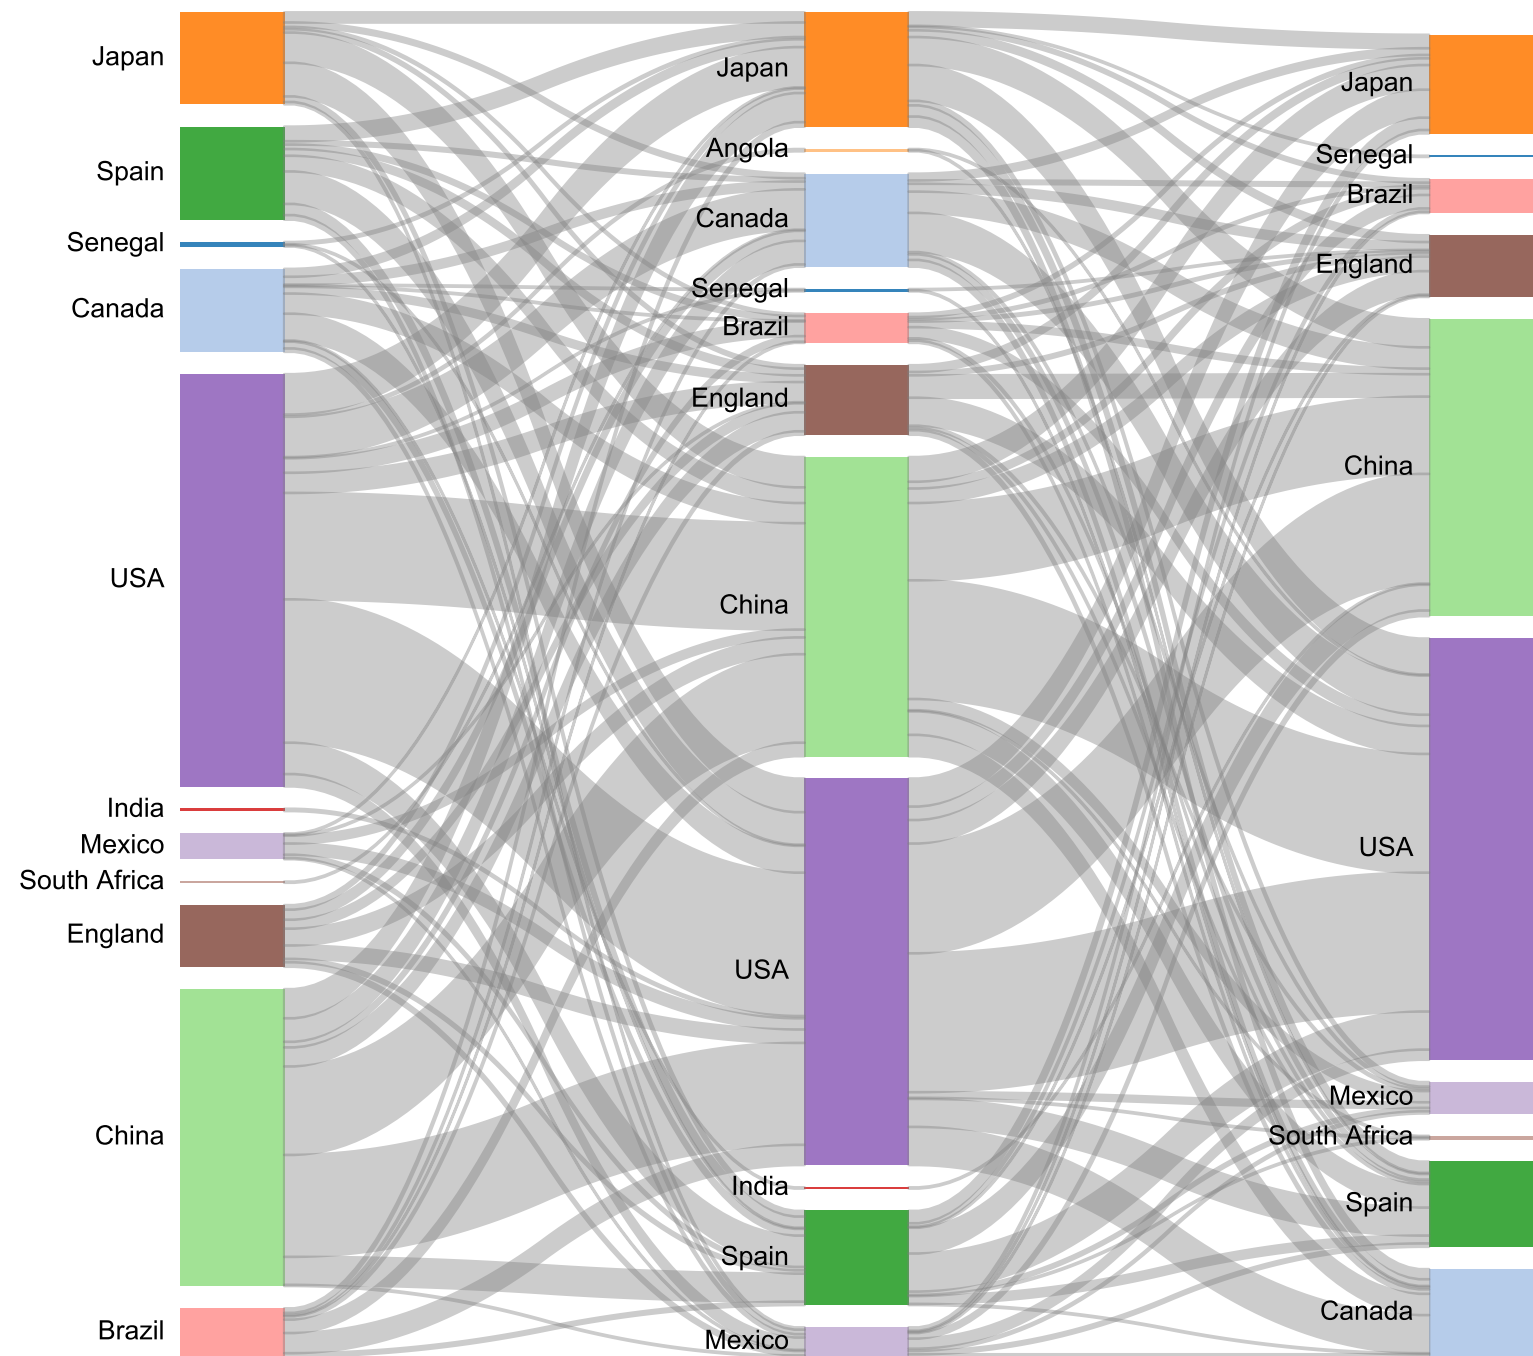 Japan
Spain
Senegal
Canada
USA
India
Mexico
South Africa
England
China
Brazil
Japan
Angola
Canada
Senegal
Brazil
England
China
USA
India
Spain
Mexico
Japan
Senegal
Brazil
England
China
USA
Mexico
South Africa
Spain
Canada